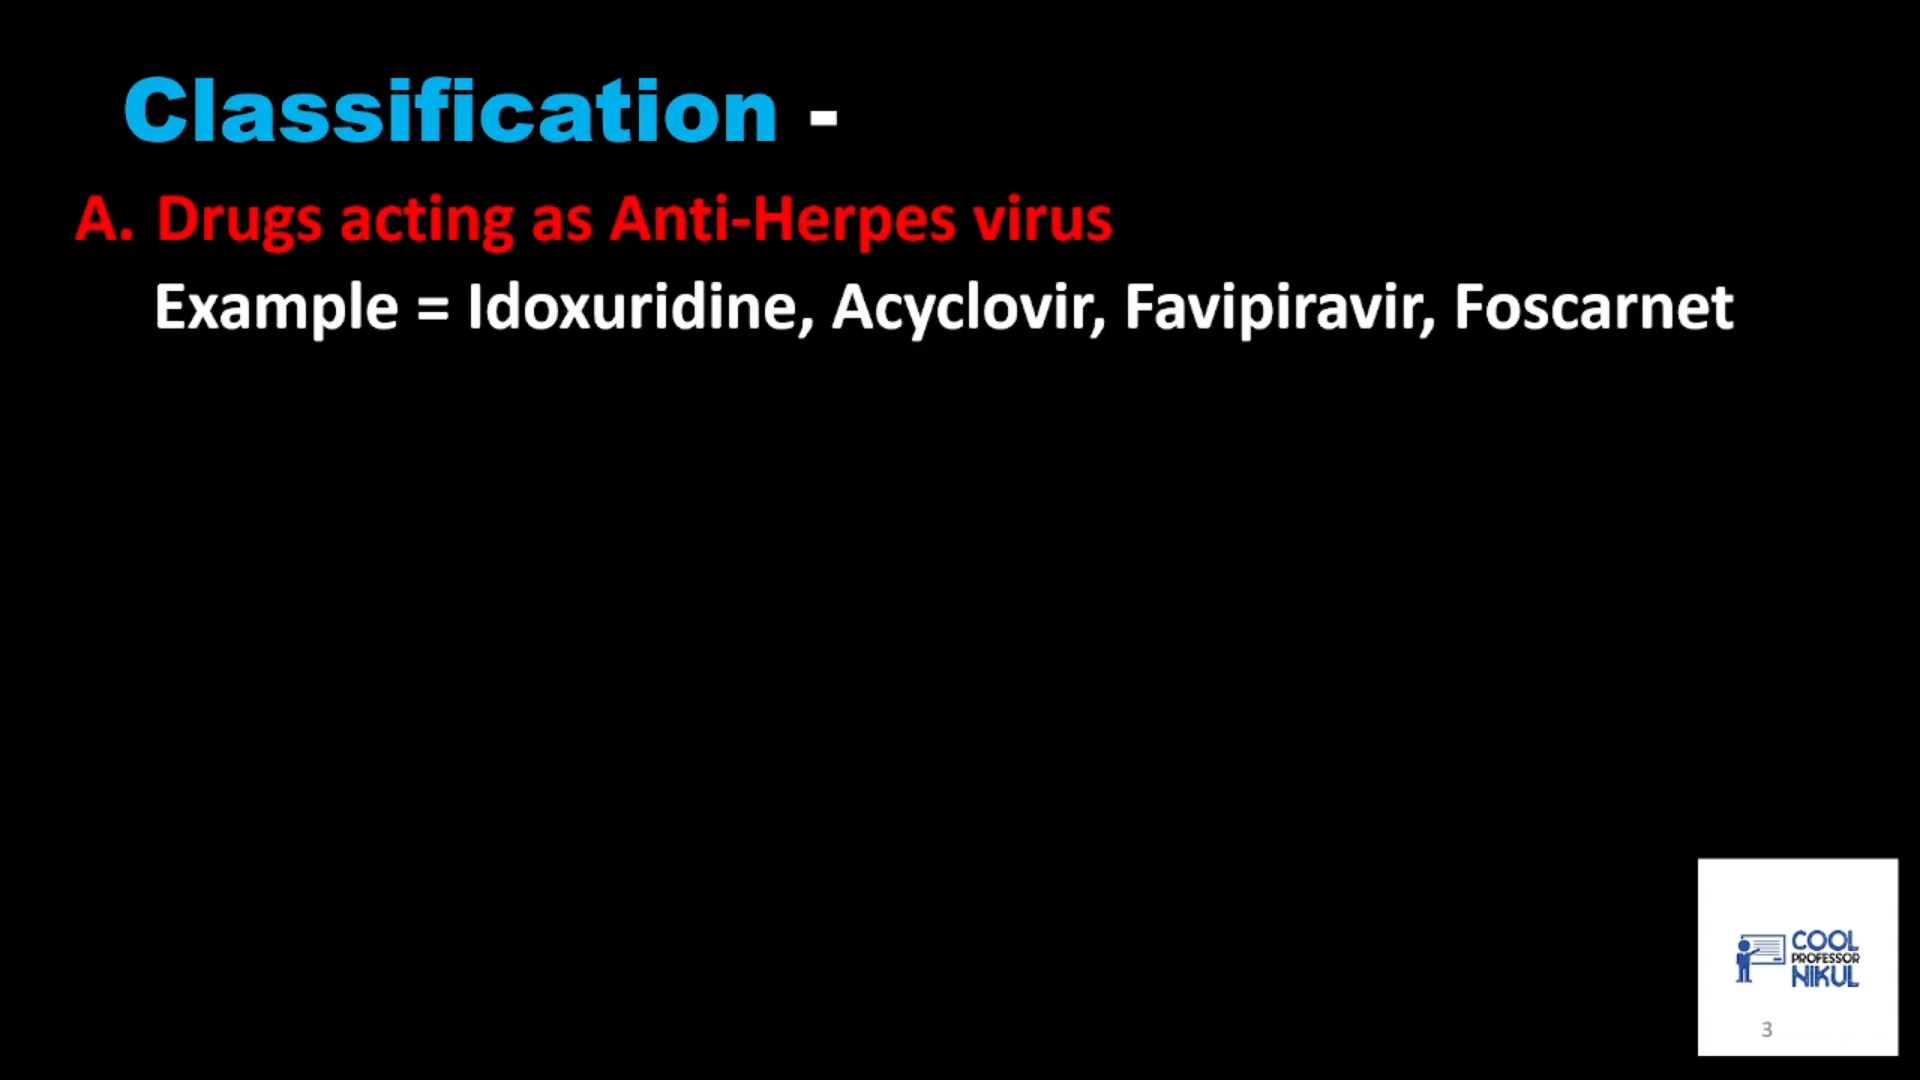 Classification -
A. Drugs acting as Anti-Herpes virus
Example = Idoxuridine, Acyclovir, Favipiravir, Foscarnet
COOL
PROFESSOR
NIKUL
3